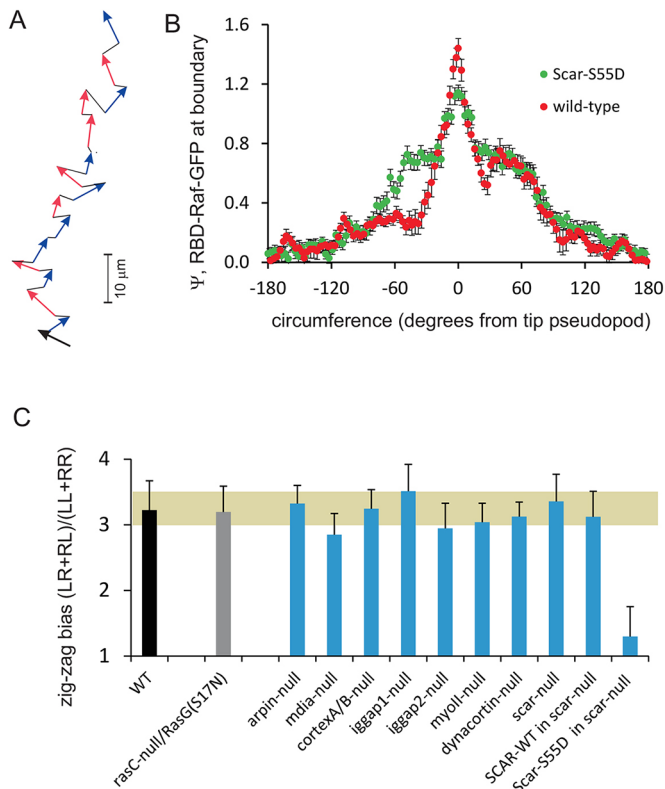 A
10 µm
B
Ψ, RBD-Raf-GFP at boundary
1.6
1.2
0.8
0.4
0.0
Scar-S55D
wild-type
-180 -120 -60 0 60 120 180
circumference (degrees from tip pseudopod)
C
zig-zag bias (LR+RL)/(LL+RR)
4
3
2
1
WT
rasC-null/RasG(S17N)
arpin-null
mdia-null
cortexA/B-null
iggap1-null
iggap2-null
myoII-null
dynacortin-null
scar-null
SCAR-WT in scar-null
Scar-S55D in scar-null